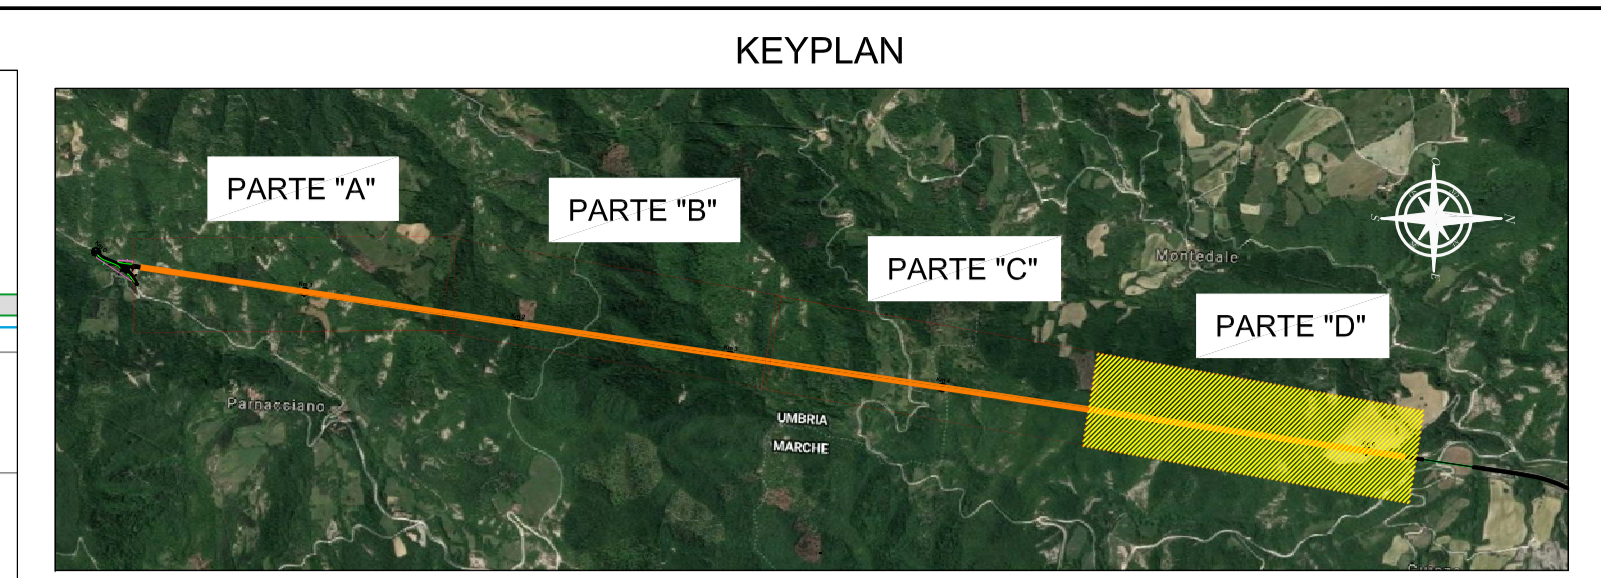 KEYPLAN
PARTE "A"
PARTE "B"
PARTE "C"
PARTE "D"
Montedale
Parnacciano
UMBRIA
MARCHE
O
S
N
E